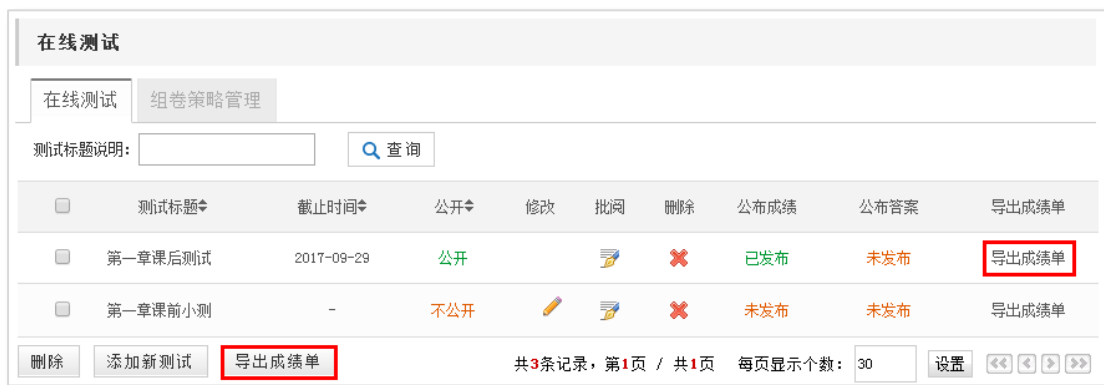 在线测试
在线测试 组卷策略管理
测试标题说明: 查询
测试标题 截止时间 公开 修改 批阅 删除 公布成绩 公布答案 导出成绩单
第一章课后测试 2017-09-29 公开 已发布 未发布 导出成绩单
第一章课前小测 - 不公开 未发布 未发布 导出成绩单
删除 添加新测试 导出成绩单 共3条记录，第1页 / 共1页 每页显示个数: 30 设置